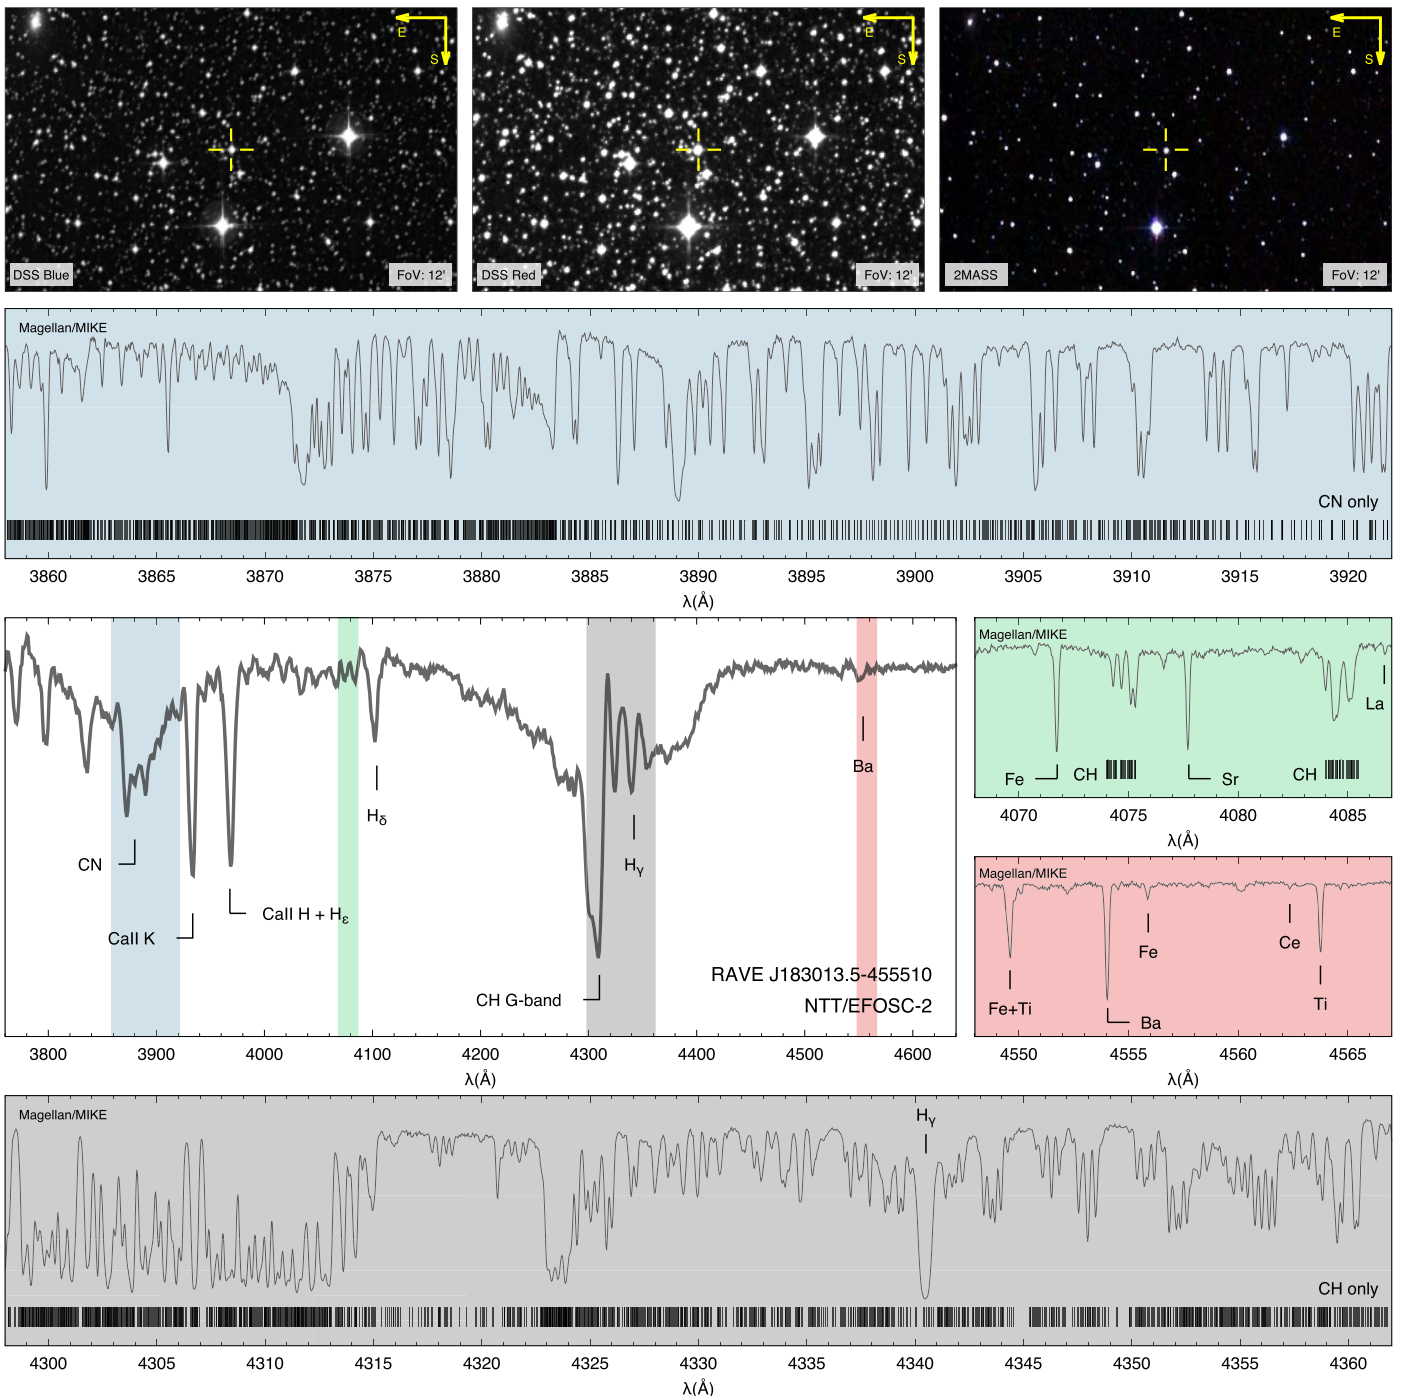 E
S
DSS Blue
FoV: 12'
E
S
DSS Red
FoV: 12'
E
S
2MASS
FoV: 12'
Magellan/MIKE
CN only
3860 3865 3870 3875 3880 3885 3890 3895 3900 3905 3910 3915 3920
λ(Å)
CN
CaII K
CaII H + Hε
Hδ
CH G-band
Hγ
Ba
RAVE J183013.5-455510
NTT/EFOSC-2
3800 3900 4000 4100 4200 4300 4400 4500 4600
λ(Å)
Magellan/MIKE
La
Fe
CH
Sr
CH
4070 4075 4080 4085
λ(Å)
Magellan/MIKE
Fe
Ce
Fe+Ti
Ba
Ti
4550 4555 4560 4565
λ(Å)
Magellan/MIKE
Hγ
CH only
4300 4305 4310 4315 4320 4325 4330 4335 4340 4345 4350 4355 4360
λ(Å)